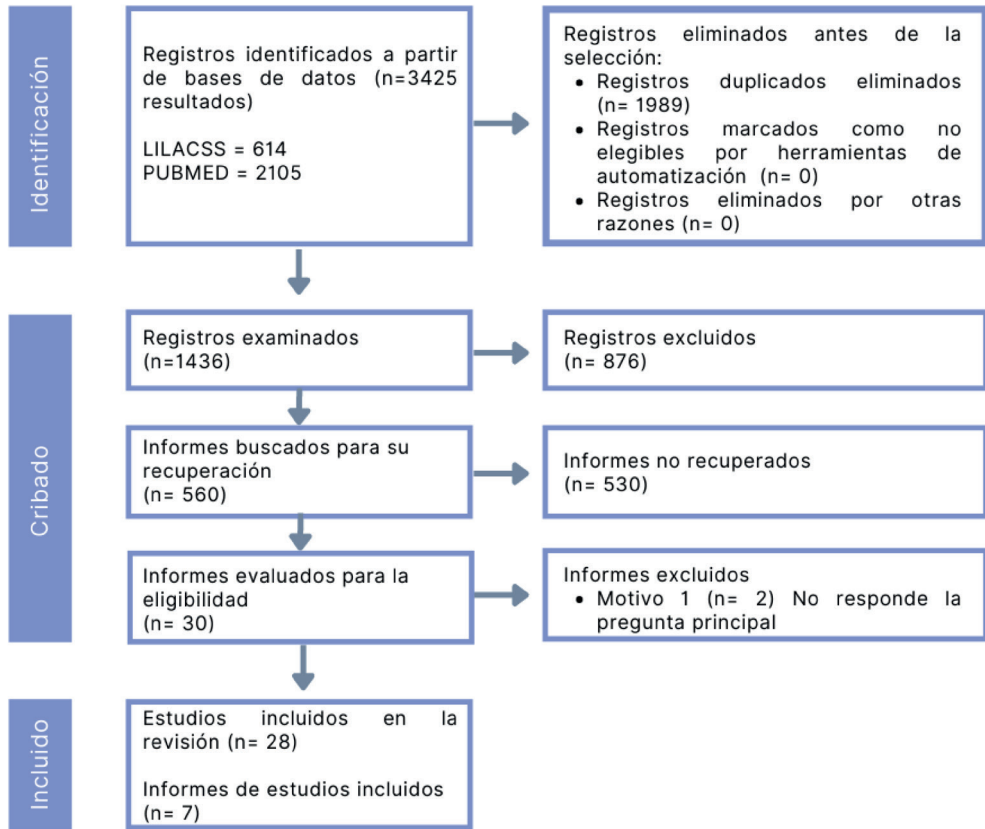 Identificación
Registros identificados a partir
de bases de datos (n=3425
resultados)
LILACSS = 614
PUBMED = 2105
Registros eliminados antes de la
selección:
• Registros duplicados eliminados
(n= 1989)
• Registros marcados como no
elegibles por herramientas de
automatización (n= 0)
• Registros eliminados por otras
razones (n= 0)
Cribado
Registros examinados
(n=1436)
Registros excluidos
(n= 876)
Informes buscados para su
recuperación
(n= 560)
Informes no recuperados
(n= 530)
Informes evaluados para la
eligibilidad
(n= 30)
Informes excluidos
• Motivo 1 (n= 2) No responde la
pregunta principal
Incluido
Estudios incluidos en la
revisión (n= 28)
Informes de estudios incluidos
(n= 7)